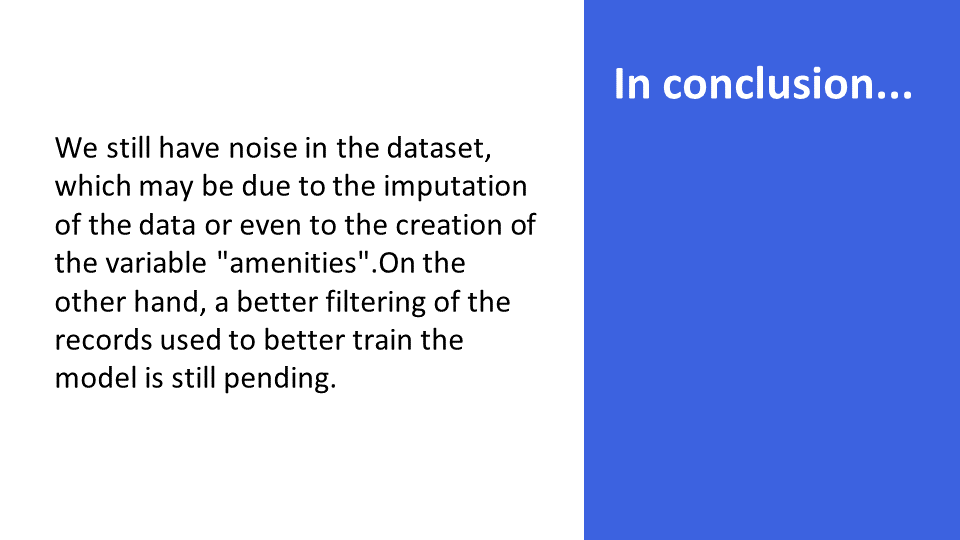 In conclusion...
We still have noise in the dataset,
which may be due to the imputation
of the data or even to the creation of
the variable "amenities".On the
other hand, a better filtering of the
records used to better train the
model is still pending.